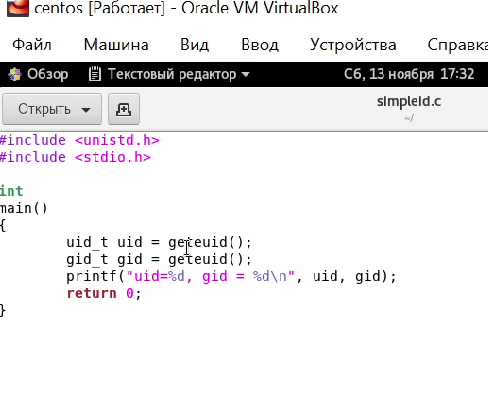 centos [Работает] - Oracle VM VirtualBox
Файл Машина Вид Ввод Устройства Справка
Обзор Текстовый редактор Сб, 13 ноября 17:32
Открыть simpleid.c
~/
#include <unistd.h>
#include <stdio.h>
int
main()
{
uid_t uid = geteuid();
gid_t gid = geteuid();
printf("uid=%d, gid = %d\n", uid, gid);
return 0;
}